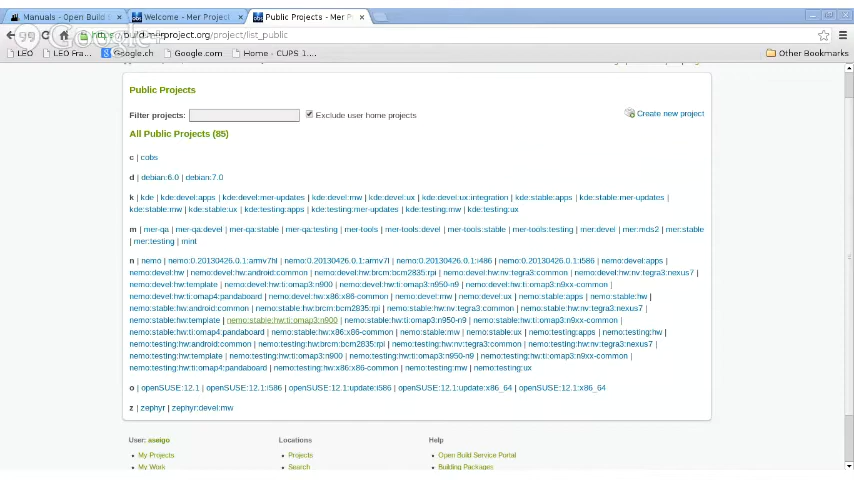 Manuals - Open Build
Welcome - Mer Project
Public Projects - Mer P
Google+
https://build.merproject.org/project/list_public
LEO
LEO Fra...
Google.ch
Google.com
Home - CUPS 1....
Other Bookmarks
Public Projects
Filter projects:
Exclude user home projects
Create new project
All Public Projects (85)
c | cobs
d | debian:6.0 | debian:7.0
k | kde | kde:devel:apps | kde:devel:mer-updates | kde:devel:mw | kde:devel:ux | kde:devel:ux:integration | kde:stable:apps | kde:stable:mer-updates |
kde:stable:mw | kde:stable:ux | kde:testing:apps | kde:testing:mer-updates | kde:testing:mw | kde:testing:ux
m | mer-qa | mer-qa:devel | mer-qa:stable | mer-qa:testing | mer-tools | mer-tools:devel | mer-tools:stable | mer-tools:testing | mer:devel | mer:mds2 | mer:stable
| mer:testing | mint
n | nemo | nemo:0.20130426.0.1:armv7hl | nemo:0.20130426.0.1:armv7l | nemo:0.20130426.0.1:i486 | nemo:0.20130426.0.1:i586 | nemo:devel:apps |
nemo:devel:hw | nemo:devel:hw:android:common | nemo:devel:hw:brcm:bcm2835:rpi | nemo:devel:hw:nv:tegra3:common | nemo:devel:hw:nv:tegra3:nexus7 |
nemo:devel:hw:template | nemo:devel:hw:ti:omap3:n900 | nemo:devel:hw:ti:omap3:n950-n9 | nemo:devel:hw:ti:omap3:n9xx-common |
nemo:devel:hw:ti:omap4:pandaboard | nemo:devel:hw:x86:x86-common | nemo:devel:mw | nemo:devel:ux | nemo:stable:apps | nemo:stable:hw |
nemo:stable:hw:android:common | nemo:stable:hw:brcm:bcm2835:rpi | nemo:stable:hw:nv:tegra3:common | nemo:stable:hw:nv:tegra3:nexus7 |
nemo:stable:hw:template | nemo:stable:hw:ti:omap3:n900 | nemo:stable:hw:ti:omap3:n950-n9 | nemo:stable:hw:ti:omap3:n9xx-common |
nemo:stable:hw:ti:omap4:pandaboard | nemo:stable:hw:x86:x86-common | nemo:stable:mw | nemo:stable:ux | nemo:testing:apps | nemo:testing:hw |
nemo:testing:hw:android:common | nemo:testing:hw:brcm:bcm2835:rpi | nemo:testing:hw:nv:tegra3:common | nemo:testing:hw:nv:tegra3:nexus7 |
nemo:testing:hw:template | nemo:testing:hw:ti:omap3:n900 | nemo:testing:hw:ti:omap3:n950-n9 | nemo:testing:hw:ti:omap3:n9xx-common |
nemo:testing:hw:ti:omap4:pandaboard | nemo:testing:hw:x86:x86-common | nemo:testing:mw | nemo:testing:ux
o | openSUSE:12.1 | openSUSE:12.1:i586 | openSUSE:12.1:update:i586 | openSUSE:12.1:update:x86_64 | openSUSE:12.1:x86_64
z | zephyr | zephyr:devel:mw
User: aseigo
My Projects
My Work
Locations
Projects
Search
Help
Open Build Service Portal
Building Packages